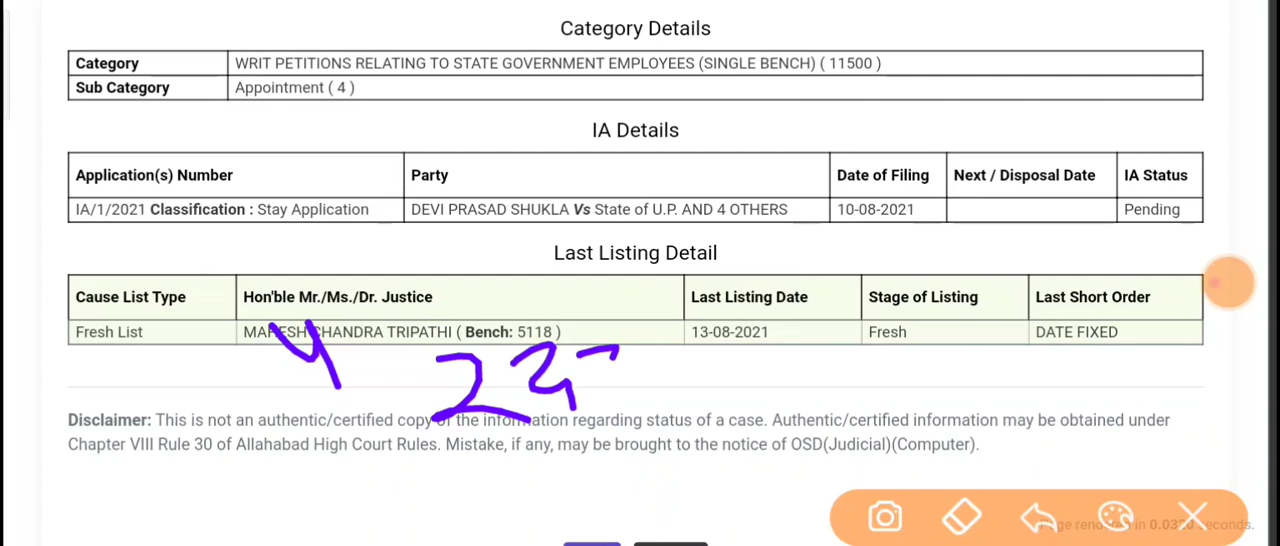 Category Details
Category WRIT PETITIONS RELATING TO STATE GOVERNMENT EMPLOYEES (SINGLE BENCH) ( 11500 )
Sub Category Appointment ( 4 )
IA Details
Application(s) Number Party Date of Filing Next / Disposal Date IA Status
IA/1/2021 Classification : Stay Application DEVI PRASAD SHUKLA Vs State of U.P. AND 4 OTHERS 10-08-2021 Pending
Last Listing Detail
Cause List Type Hon'ble Mr./Ms./Dr. Justice Last Listing Date Stage of Listing Last Short Order
Fresh List MAHESH CHANDRA TRIPATHI ( Bench: 5118 ) 13-08-2021 Fresh DATE FIXED
Disclaimer: This is not an authentic/certified copy of the information regarding status of a case. Authentic/certified information may be obtained under
Chapter VIII Rule 30 of Allahabad High Court Rules. Mistake, if any, may be brought to the notice of OSD(Judicial)(Computer).